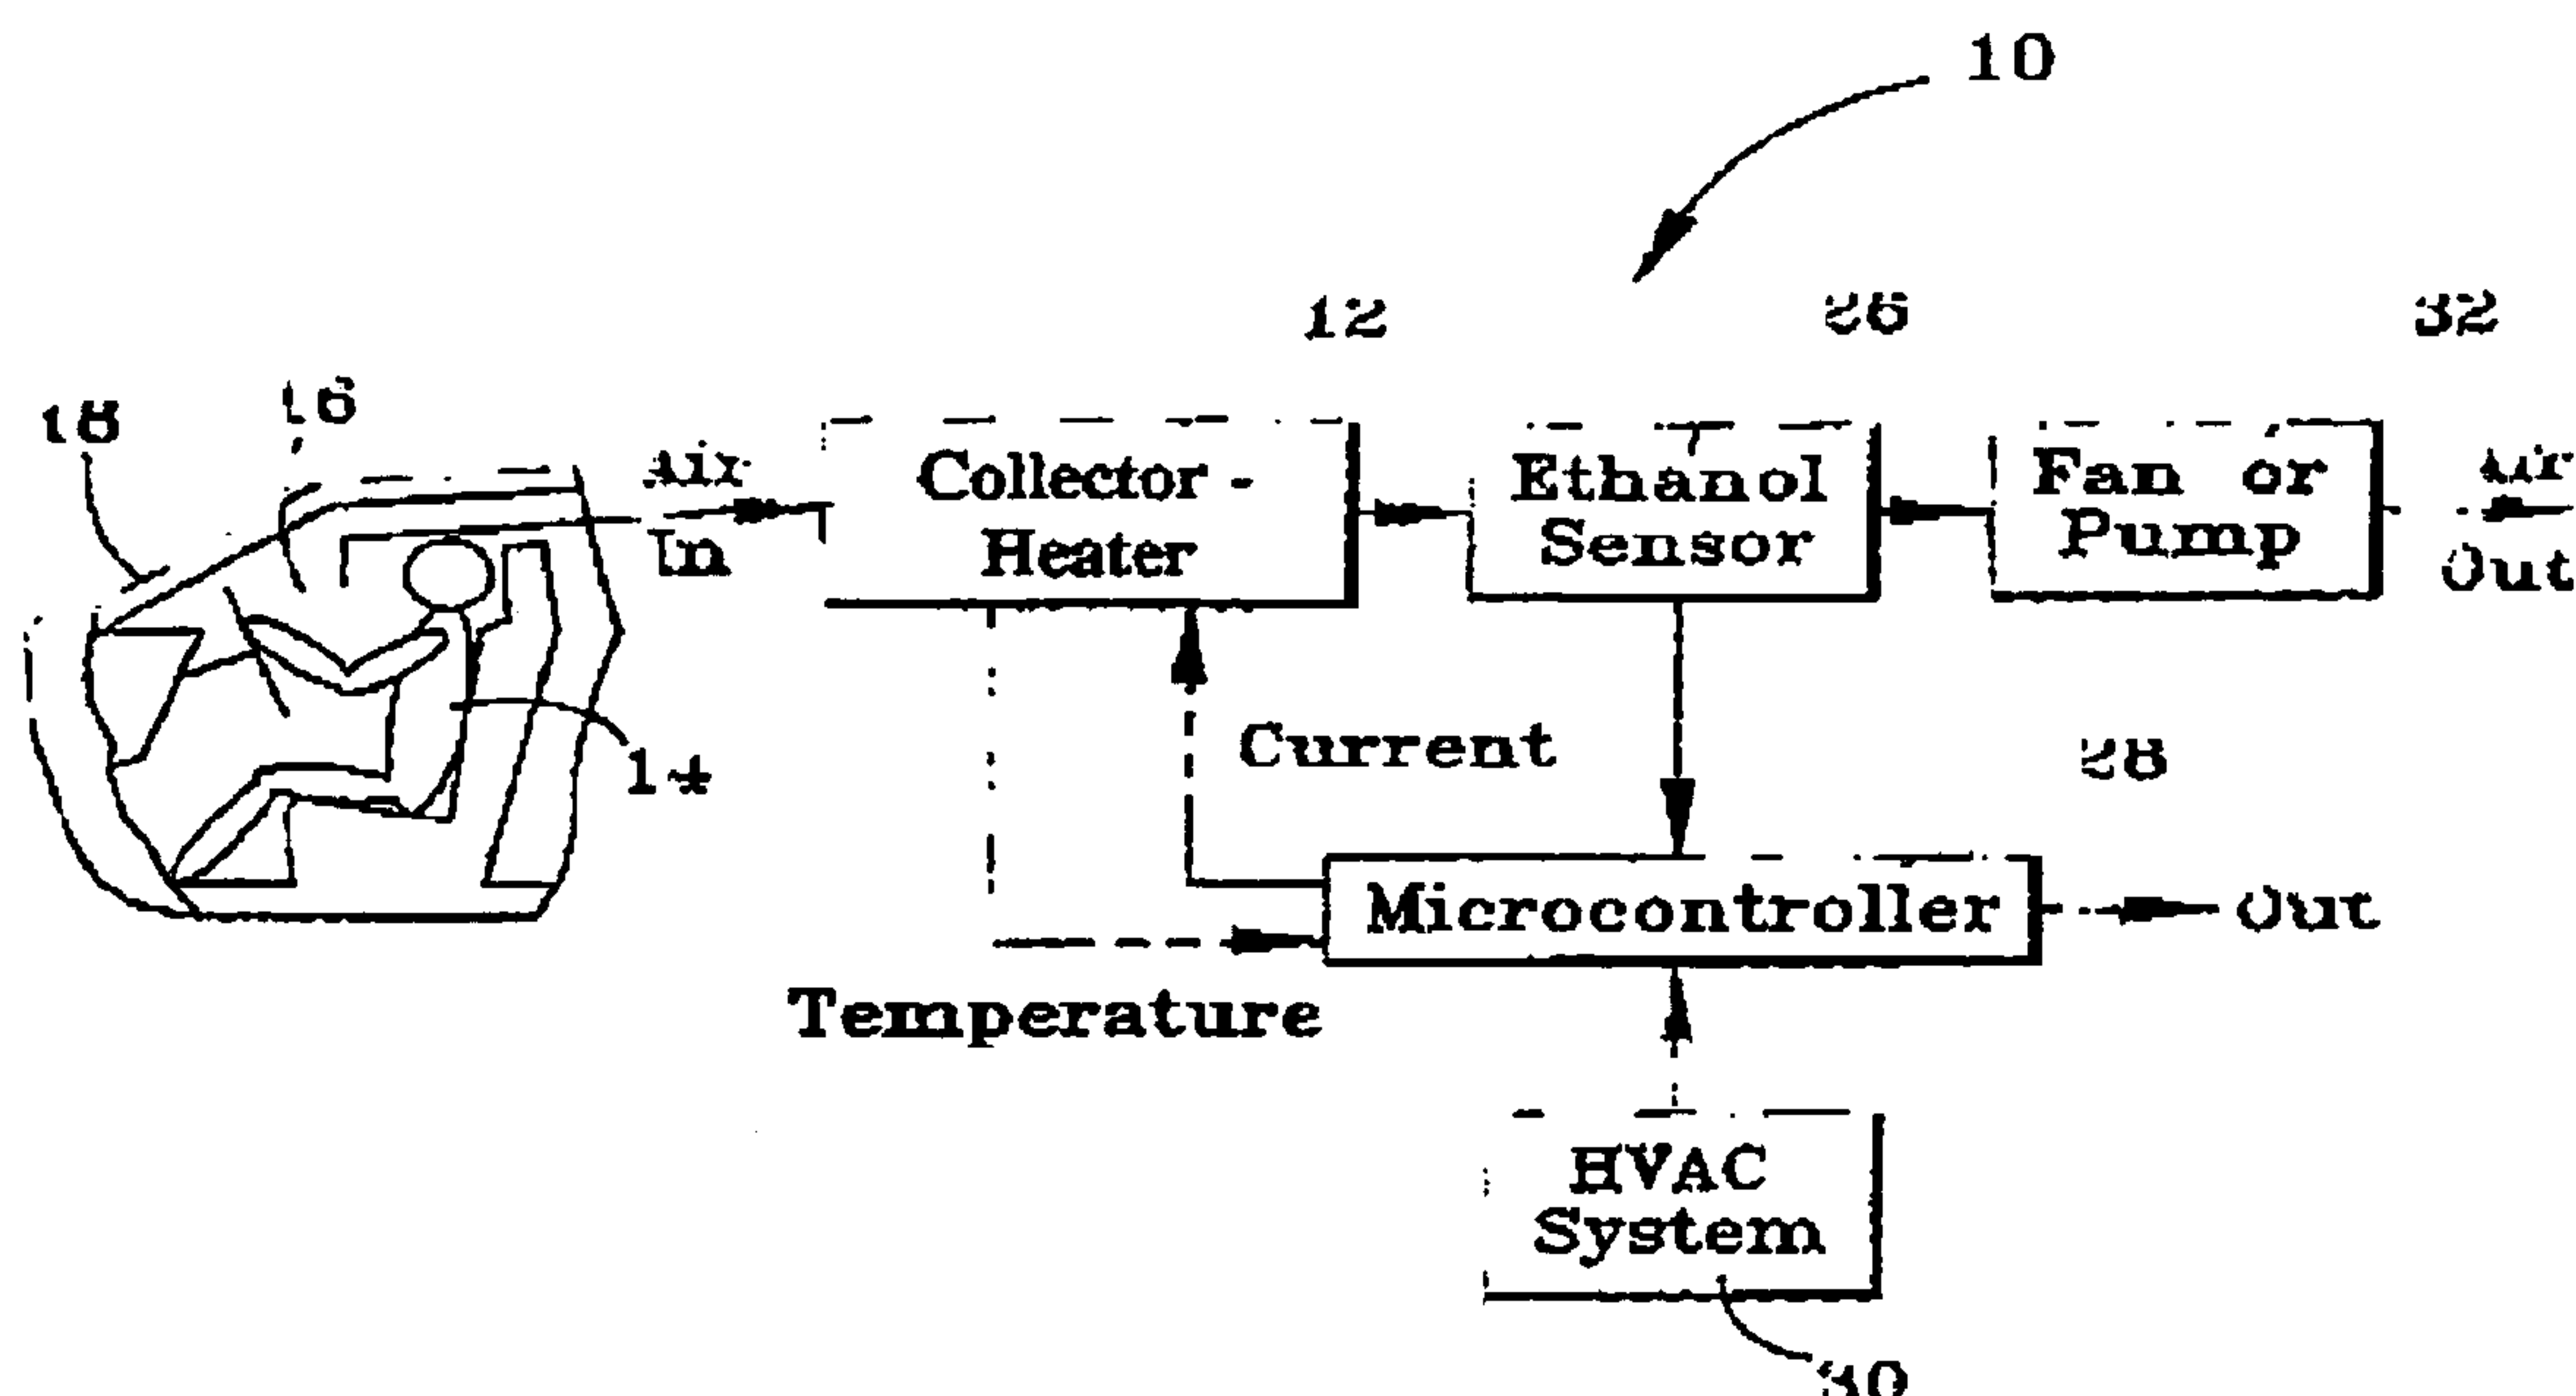 10
12
26
32
18
16
Air
In
Collector -
Heater
Ethanol
Sensor
Fan or
Pump
Air
Out
14
Current
28
Microcontroller
Out
Temperature
HVAC
System
30